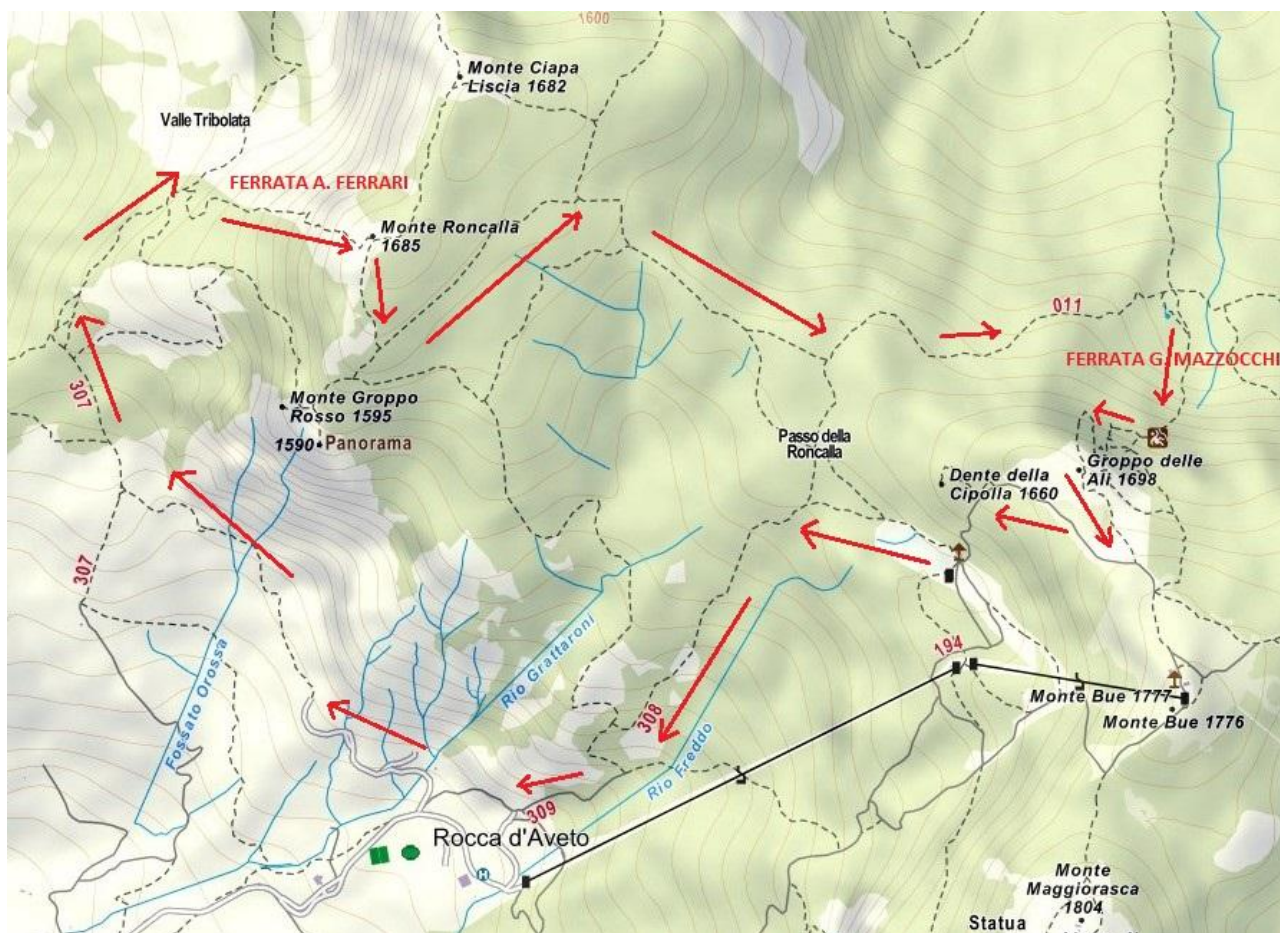 1600
Monte Ciapa
Liscia 1682
Valle Tribolata
FERRATA A. FERRARI
Monte Roncalla
1685
011
FERRATA G. MAZZOCCHI
307
Monte Groppo
Rosso 1595
1590 Panorama
Passo della
Roncalla
Dente della
Cipolla 1660
Groppo delle
Ali 1698
307
Fossato Orossa
Rio Grattaroni
194
308
Rio Freddo
Monte Bue 1777
Monte Bue 1776
309
Rocca d'Aveto
H
Monte
Maggiorasca
1804
Statua